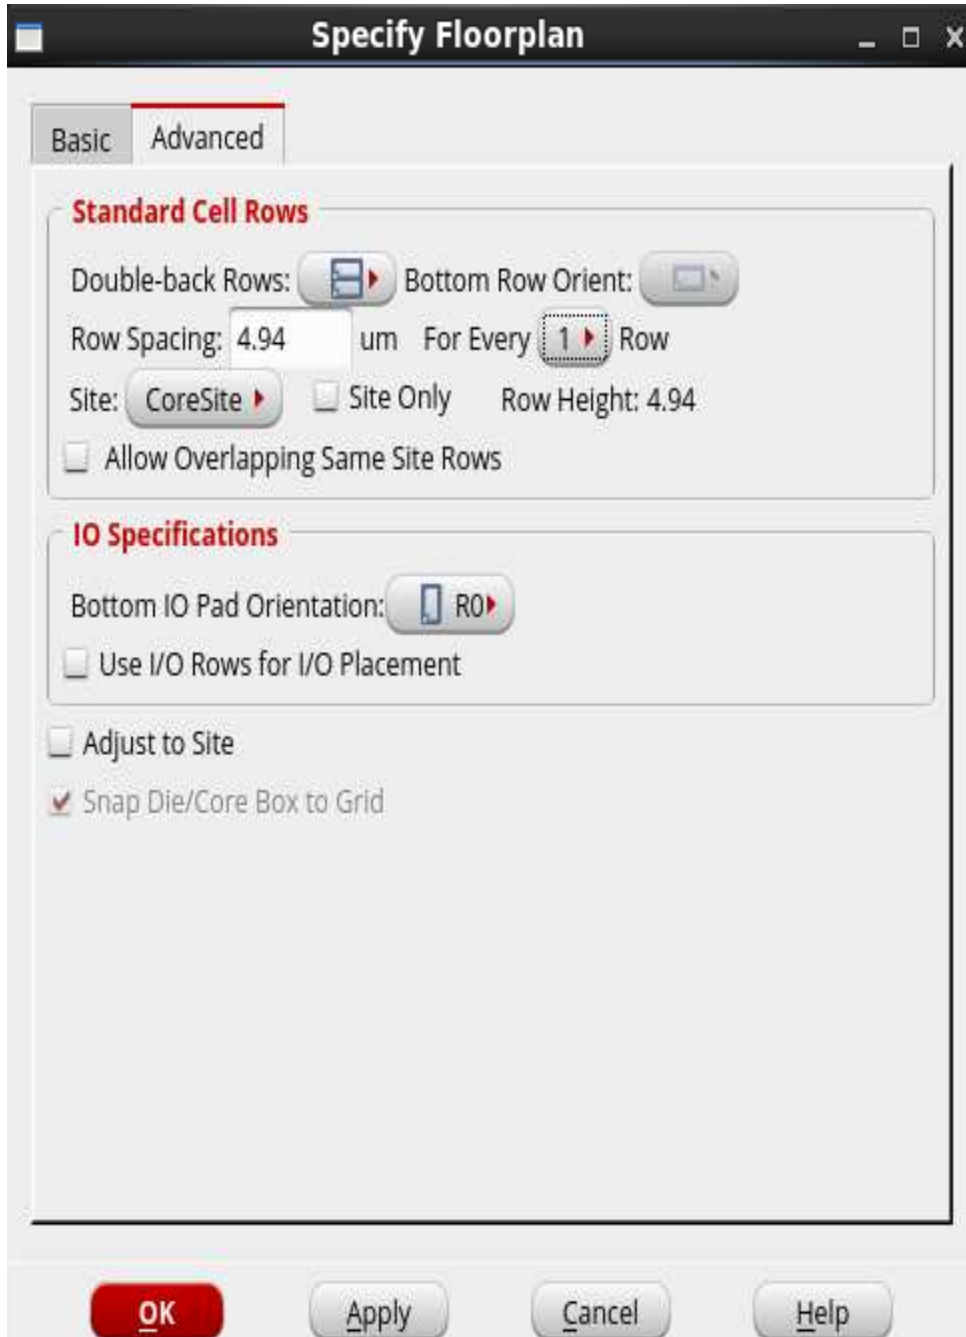 Specify Floorplan
Basic Advanced
Standard Cell Rows
Double-back Rows: Bottom Row Orient:
Row Spacing: 4.94 um For Every 1 Row
Site: CoreSite Site Only Row Height: 4.94
Allow Overlapping Same Site Rows
IO Specifications
Bottom IO Pad Orientation: R0
Use I/O Rows for I/O Placement
Adjust to Site
Snap Die/Core Box to Grid
OK Apply Cancel Help